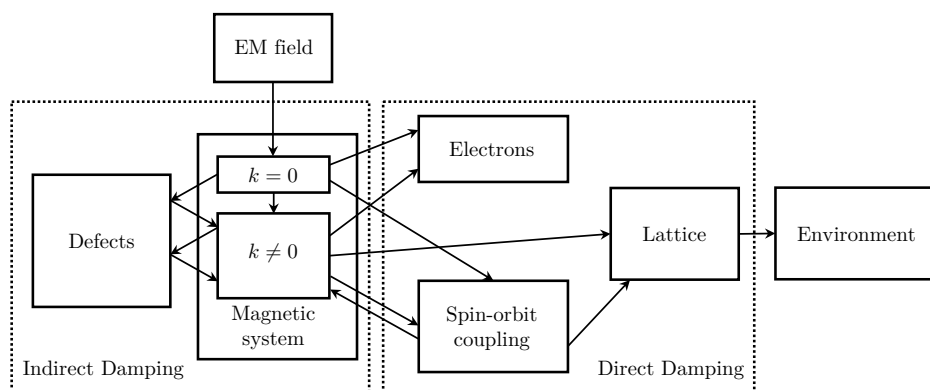 EM field
Electrons
k = 0
Defects
k ≠ 0
Lattice
Environment
Magnetic
system
Spin-orbit
coupling
Indirect Damping
Direct Damping